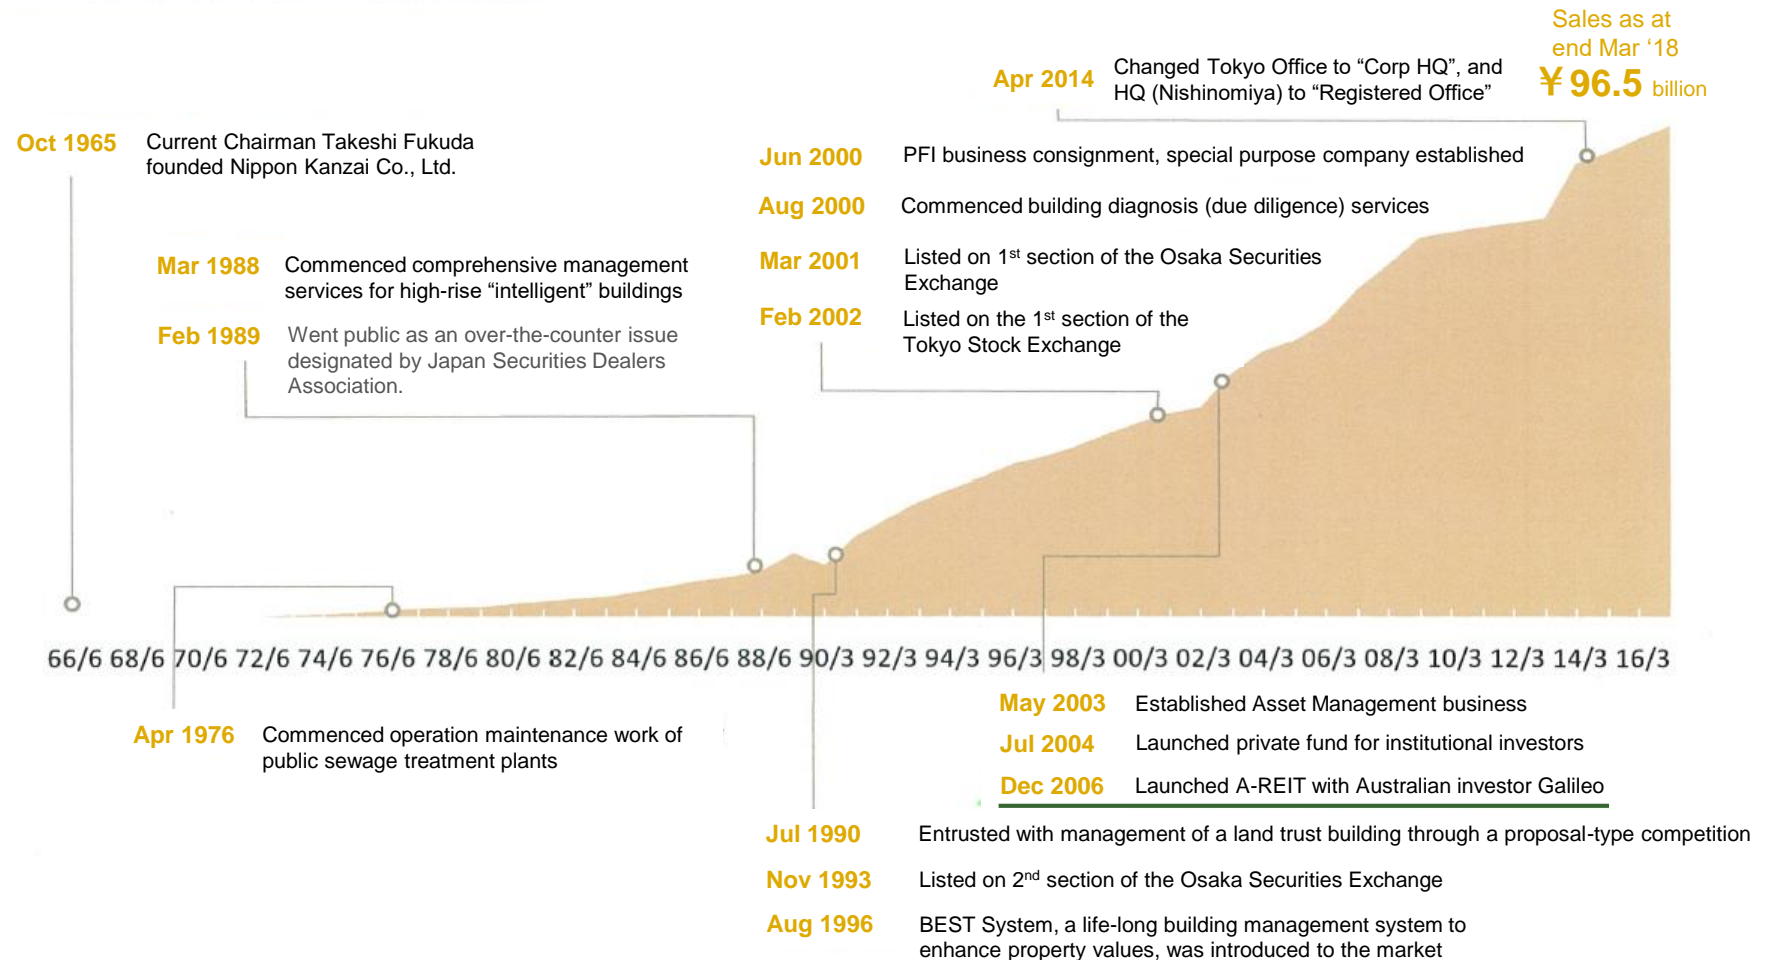 Sales as at
end Mar ‘18
¥96.5 billion
Apr 2014
Changed Tokyo Office to “Corp HQ”, and
HQ (Nishinomiya) to “Registered Office”
Oct 1965
Current Chairman Takeshi Fukuda
founded Nippon Kanzai Co., Ltd.
Jun 2000
PFI business consignment, special purpose company established
Aug 2000
Commenced building diagnosis (due diligence) services
Mar 1988
Commenced comprehensive management
services for high-rise “intelligent” buildings
Mar 2001
Listed on 1st section of the Osaka Securities
Exchange
Feb 1989
Went public as an over-the-counter issue
designated by Japan Securities Dealers
Association.
Feb 2002
Listed on the 1st section of the
Tokyo Stock Exchange
66/6 68/6 70/6 72/6 74/6 76/6 78/6 80/6 82/6 84/6 86/6 88/6 90/3 92/3 94/3 96/3 98/3 00/3 02/3 04/3 06/3 08/3 10/3 12/3 14/3 16/3
Apr 1976
Commenced operation maintenance work of
public sewage treatment plants
May 2003
Established Asset Management business
Jul 2004
Launched private fund for institutional investors
Dec 2006
Launched A-REIT with Australian investor Galileo
Jul 1990
Entrusted with management of a land trust building through a proposal-type competition
Nov 1993
Listed on 2nd section of the Osaka Securities Exchange
Aug 1996
BEST System, a life-long building management system to
enhance property values, was introduced to the market